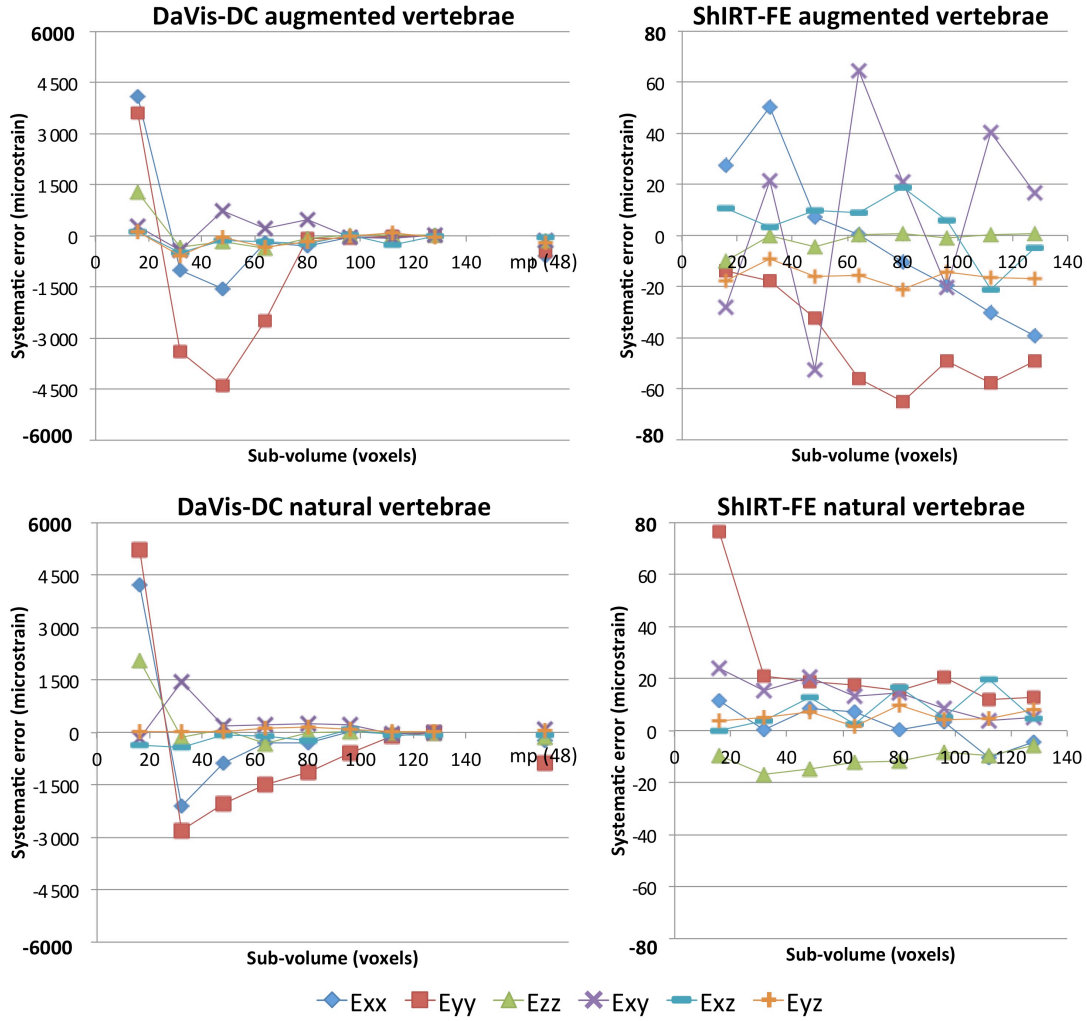 DaVis-DC augmented vertebrae
6000
4 500
3 000
1 500
0
-1 500
-3 000
-4 500
-6000
0 20 40 60 80 100 120 140 mp (48)
Systematic error (microstrain)
Sub-volume (voxels)
ShIRT-FE augmented vertebrae
80
60
40
20
0
-20
-40
-60
-80
0 20 40 60 80 100 120 140
Systematic error (microstrain)
Sub-volume (voxels)
DaVis-DC natural vertebrae
6000
4 500
3 000
1 500
0
-1 500
-3 000
-4 500
-6000
0 20 40 60 80 100 120 140 mp (48)
Systematic error (microstrain)
Sub-volume (voxels)
ShIRT-FE natural vertebrae
80
60
40
20
0
-20
-40
-60
-80
0 20 40 60 80 100 120 140
Systematic error (microstrain)
Sub-volume (voxels)
Exx Eyy Ezz Exy Exz Eyz